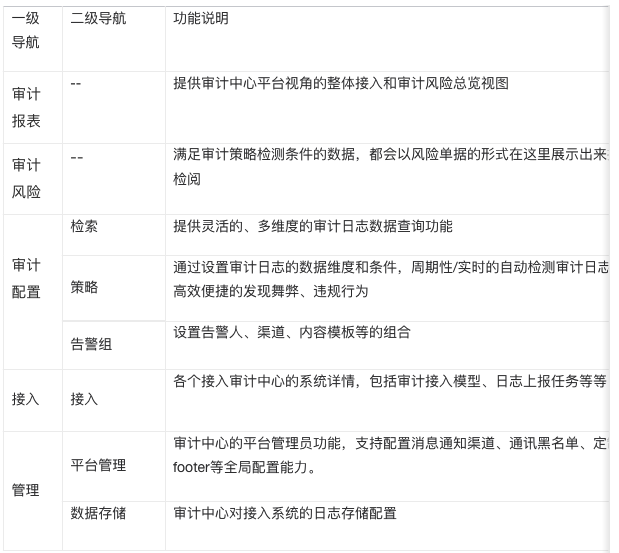 一级 二级导航 功能说明
导航
审计 -- 提供审计中心平台视角的整体接入和审计风险总览视图
报表
审计 -- 满足审计策略检测条件的数据，都会以风险单据的形式在这里展示出来
风险 检阅
检索 提供灵活的、多维度的审计日志数据查询功能
审计
配置
策略 通过设置审计日志的数据维度和条件，周期性/实时的自动检测审计日志
高效便捷的发现舞弊、违规行为
告警组 设置告警人、渠道、内容模板等的组合
接入 接入 各个接入审计中心的系统详情，包括审计接入模型、日志上报任务等等
管理
平台管理 审计中心的平台管理员功能，支持配置消息通知渠道、通讯黑名单、定
footer等全局配置能力。
数据存储 审计中心对接入系统的日志存储配置